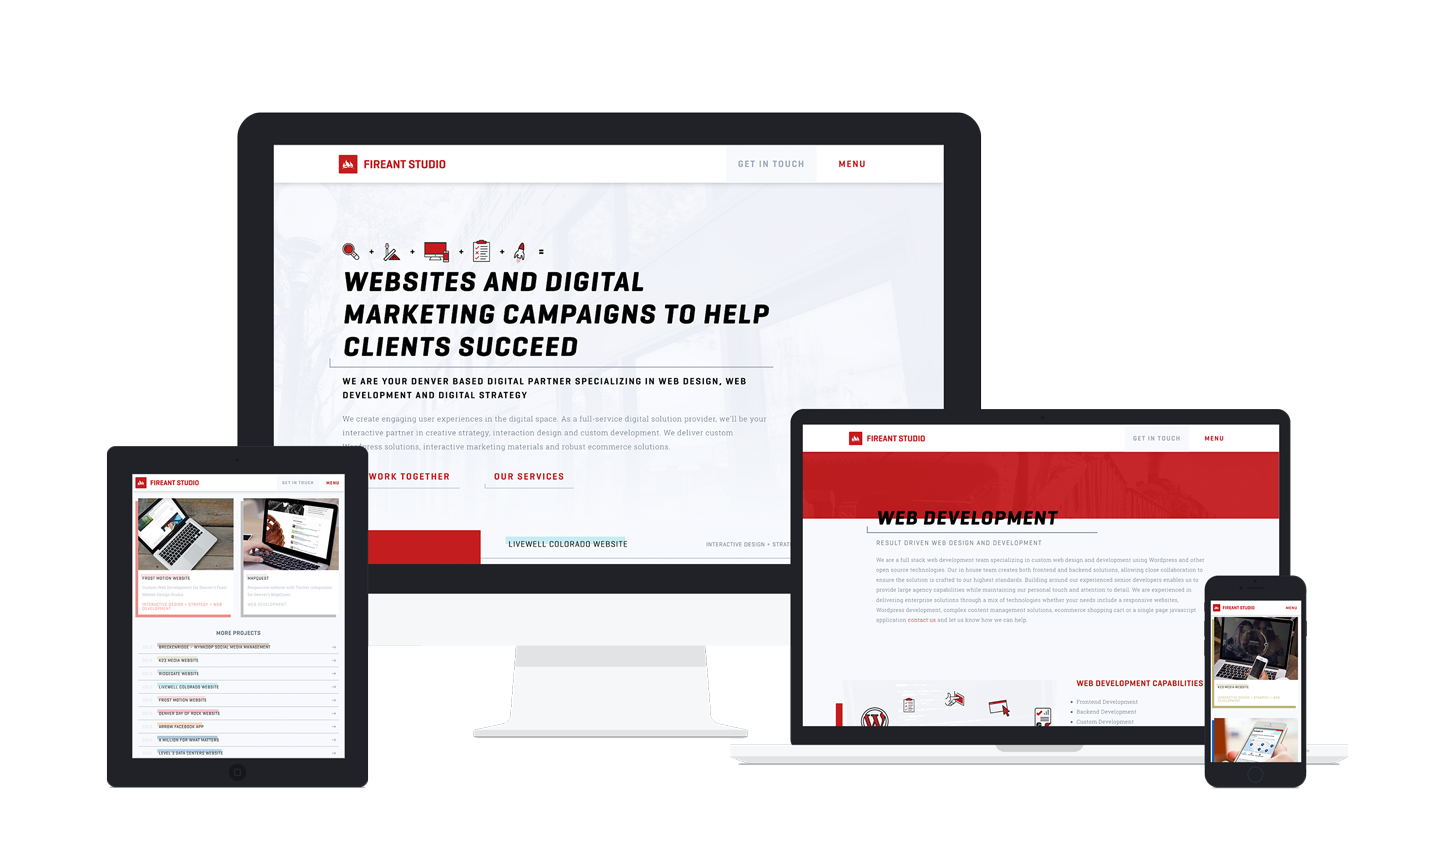 FIREANT STUDIO
GET IN TOUCH
MENU
+ + + + =
WEBSITES AND DIGITAL
MARKETING CAMPAIGNS TO HELP
CLIENTS SUCCEED
WE ARE YOUR DENVER BASED DIGITAL PARTNER SPECIALIZING IN WEB DESIGN, WEB
DEVELOPMENT AND DIGITAL STRATEGY
We create engaging user experiences in the digital space. As a full-service digital solution provider, we'll be your
interactive partner in creative strategy, interaction design and custom development. We deliver custom
Wordpress solutions, interactive marketing materials and robust ecommerce solutions.
WORK TOGETHER
OUR SERVICES
LIVEWELL COLORADO WEBSITE
INTERACTIVE DESIGN + STRAT
FIREANT STUDIO
GET IN TOUCH
MENU
FROST MOTION WEBSITE
MAPQUEST
INTERACTIVE DESIGN + STRATEGY + WEB
DEVELOPMENT
WEB DEVELOPMENT
MORE PROJECTS
BRECKENRIDGE - WYNKOOP SOCIAL MEDIA MANAGEMENT
K23 MEDIA WEBSITE
RIDGEGATE WEBSITE
LIVEWELL COLORADO WEBSITE
FROST MOTION WEBSITE
DENVER DAY OF ROCK WEBSITE
ARROW FACEBOOK APP
A MILLION FOR WHAT MATTERS
LEVEL 3 DATA CENTERS WEBSITE
FIREANT STUDIO
GET IN TOUCH
MENU
WEB DEVELOPMENT
RESULT DRIVEN WEB DESIGN AND DEVELOPMENT
We are a full stack web development team specializing in custom web design and development using Wordpress and other
open source technologies. Our in house team creates both frontend and backend solutions, allowing close collaboration to
ensure the solution is crafted to our highest standards. Building around our experienced senior developers enables us to
provide large agency capabilities while maintaining our personal touch and attention to detail. We are experienced in
delivering enterprise solutions through a mix of technologies whether your needs include a responsive websites,
Wordpress development, complex content management solutions, ecommerce shopping cart or a single page javascript
application contact us and let us know how we can help.
WEB DEVELOPMENT CAPABILITIES
• Frontend Development
• Backend Development
• Custom Development
FIREANT STUDIO
MENU
K23 MEDIA WEBSITE